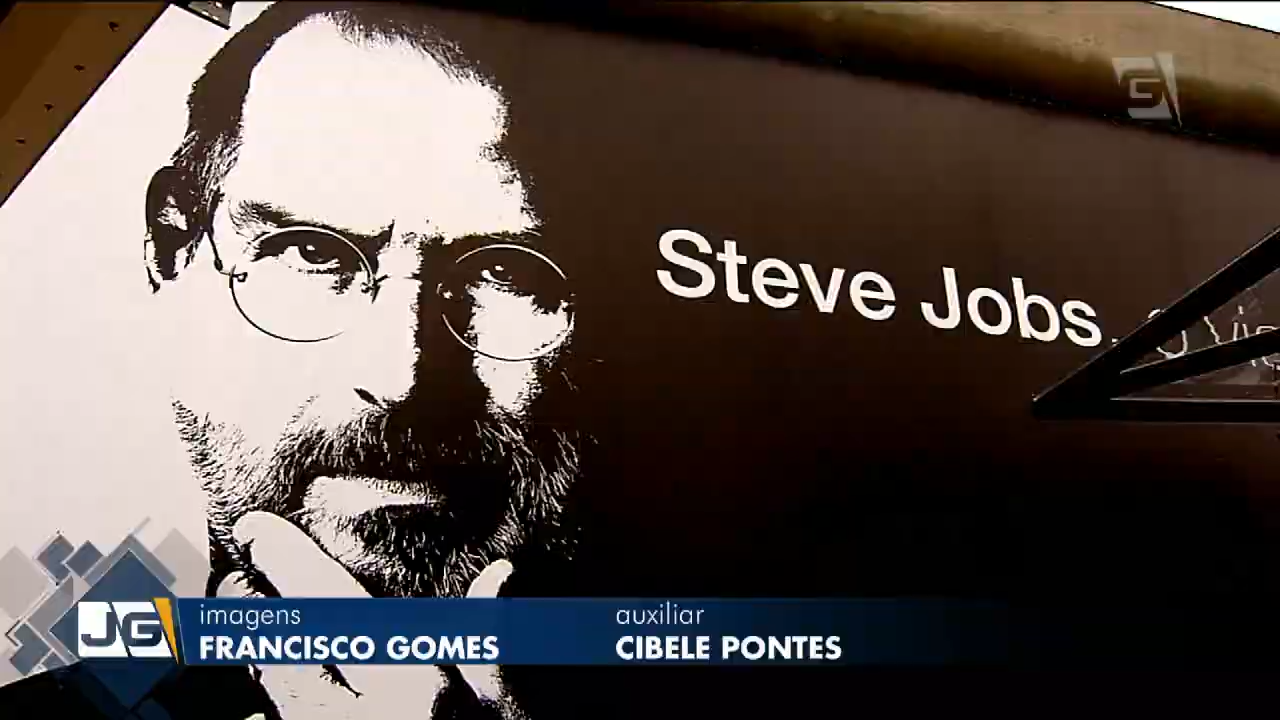 Steve Jobs.
JG
imagens
FRANCISCO GOMES
auxiliar
CIBELE PONTES